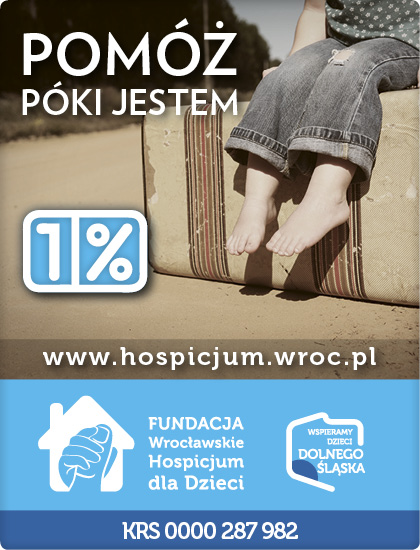 POMÓŻ
PÓKI JESTEM
1%
www.hospicjum.wroc.pl
FUNDACJA
Wrocławskie
Hospicjum
dla Dzieci
WSPIERAMY
DZIECI
DOLNEGO
ŚLĄSKA
KRS 0000 287 982